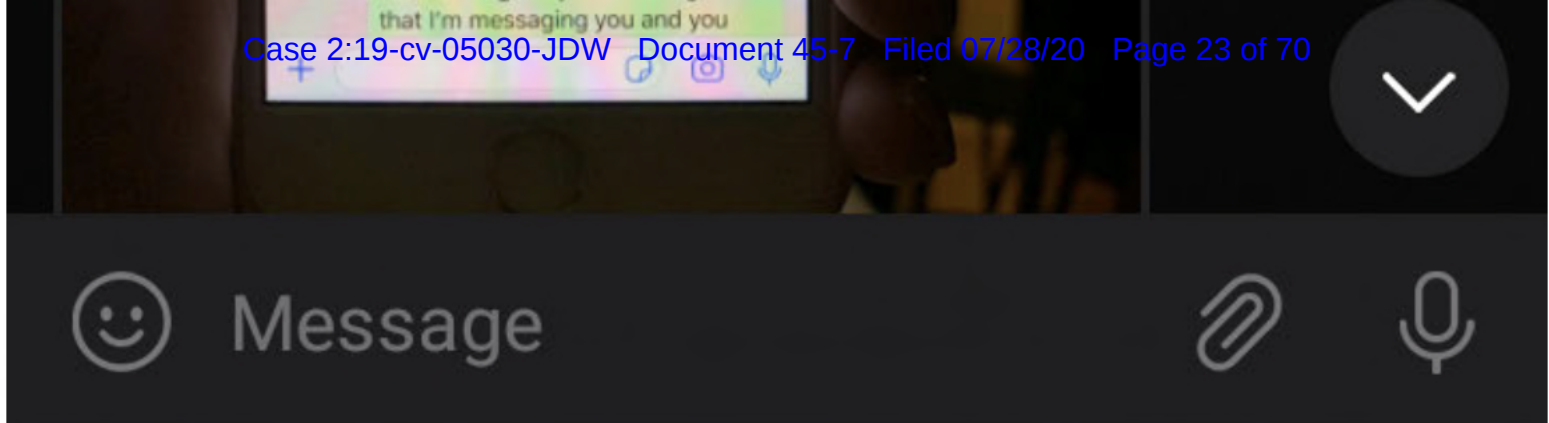 that I'm messaging you and you
Case 2:19-cv-05030-JDW Document 45-7 Filed 07/28/20 Page 23 of 70
Message